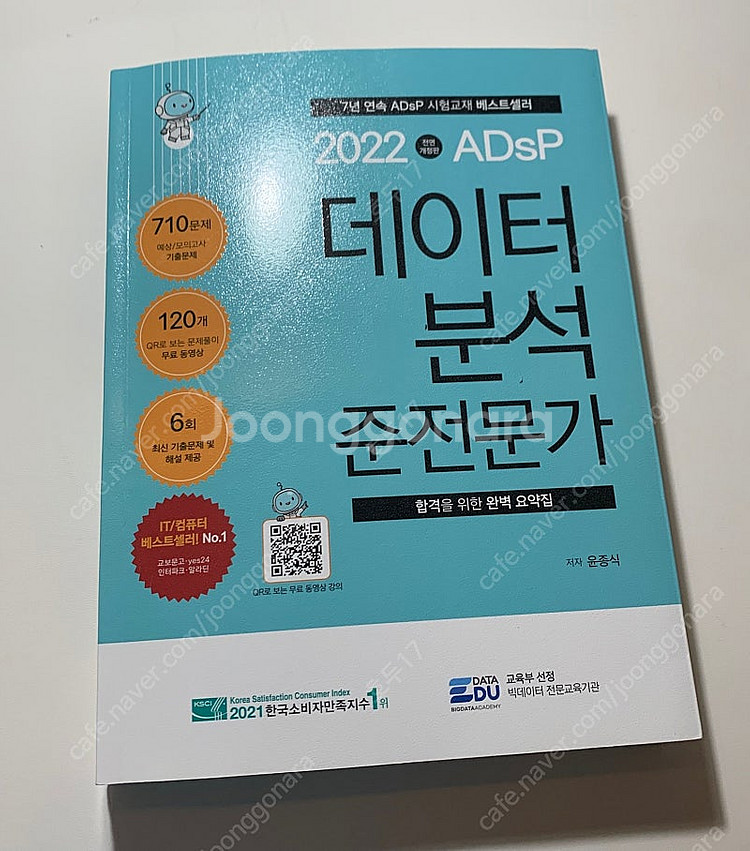 7년 연속 ADsP 시험교재 베스트셀러
2022 전면 개정판 ADsP
데이터
분석
준전문가
합격을 위한 완벽 요약집
저자 윤종식
710문제
예상/모의고사
기출문제
120개
QR로 보는 문제풀이
무료 동영상
6회
최신 기출문제 및
해설 제공
IT/컴퓨터
베스트셀러! No.1
교보문고·yes24
인터파크·알라딘
QR로 보는 무료 동영상 강의
KSCI
Korea Satisfaction Consumer Index
2021 한국소비자만족지수 1위
DATA
EDU
BIGDATA ACADEMY
교육부 선정
빅데이터 전문교육기관
Joonggonara
cafe.naver.com/joonggonara